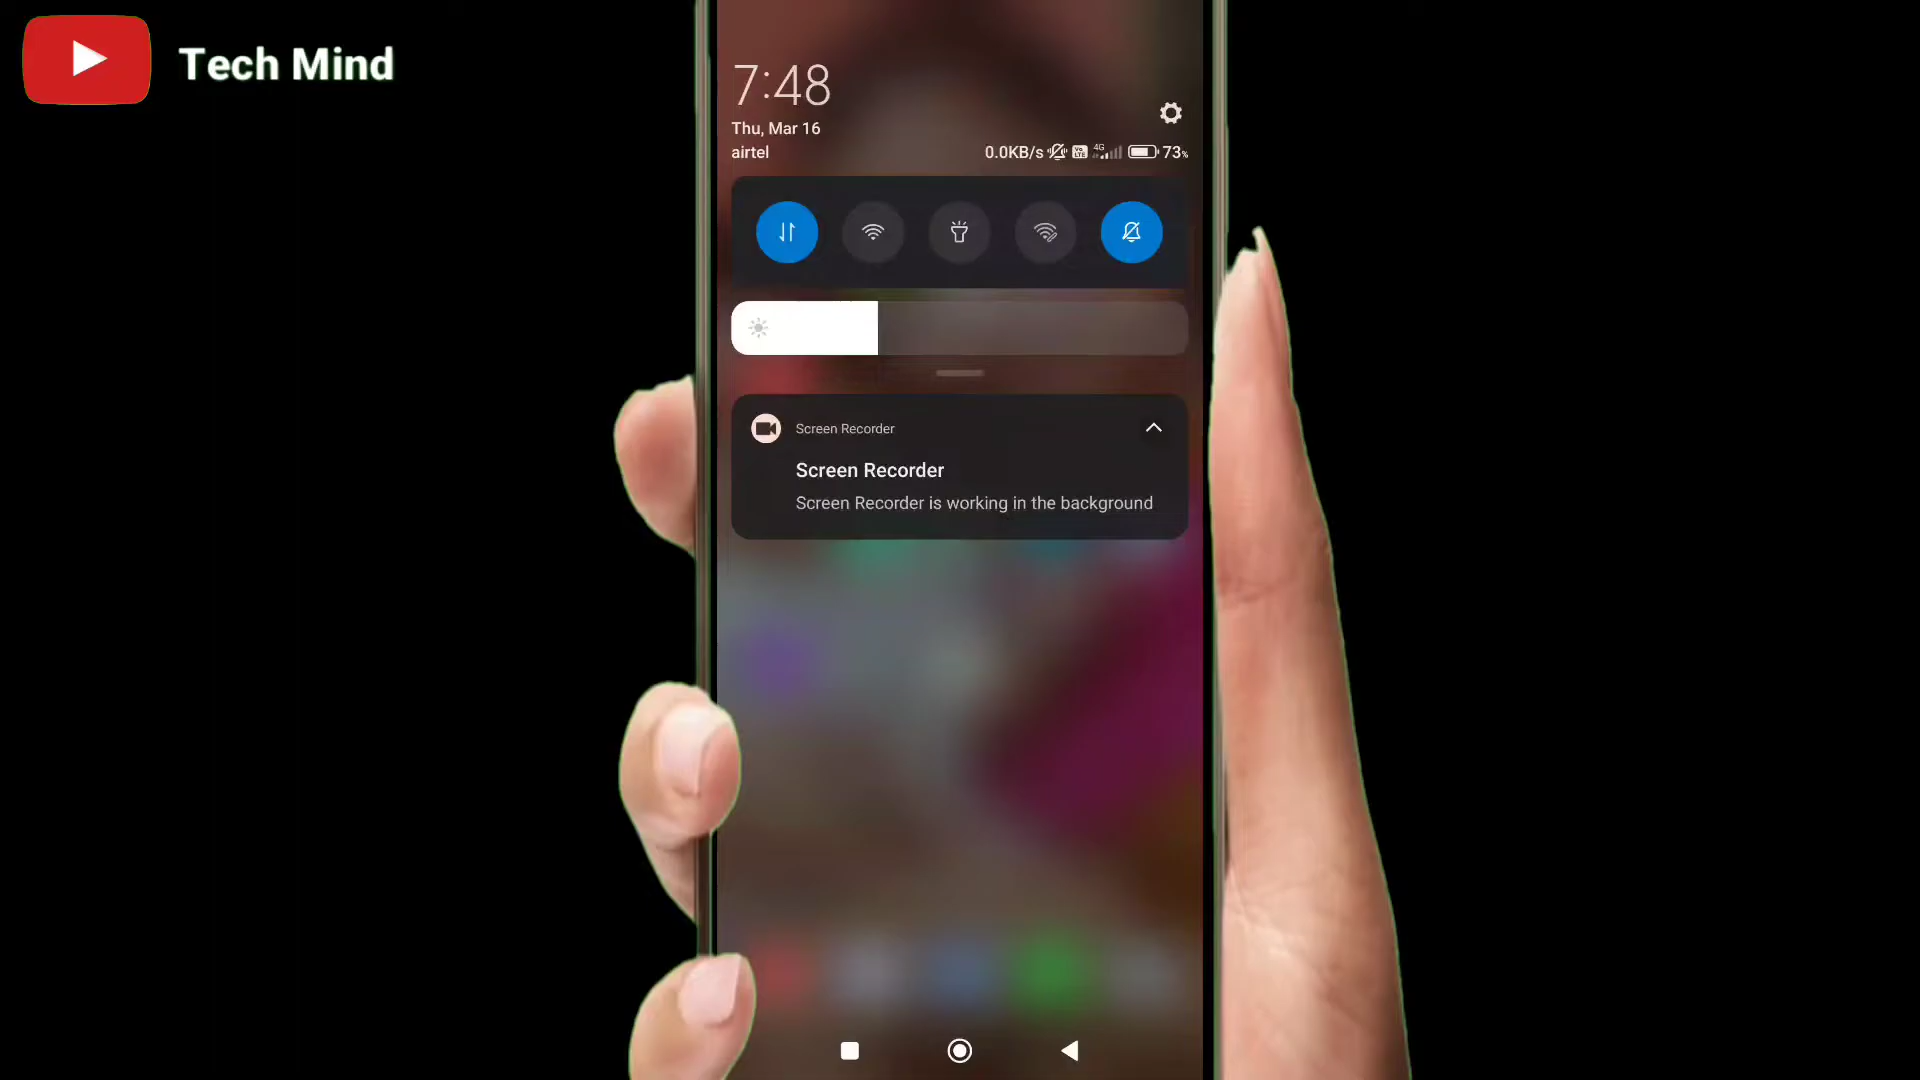 Tech Mind
7:48
Thu, Mar 16
airtel
0.0KB/s 4G 73%
Screen Recorder
Screen Recorder
Screen Recorder is working in the background